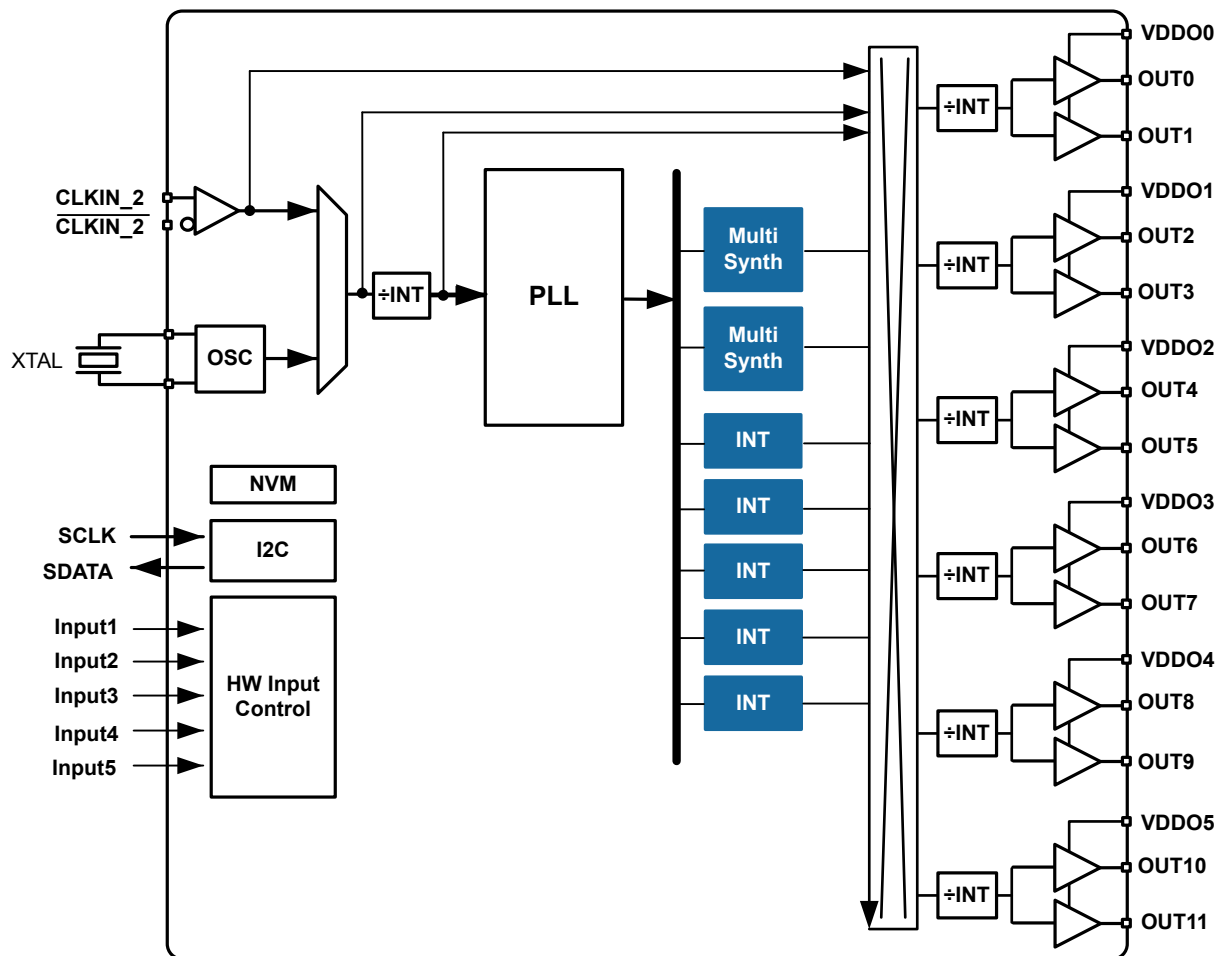 CLKIN_2
CLKIN_2
XTAL
OSC
÷INT
PLL
NVM
SCLK
SDATA
I2C
Input1
Input2
Input3
Input4
Input5
HW Input
Control
Multi
Synth
Multi
Synth
INT
INT
INT
INT
INT
÷INT
VDDO0
OUT0
OUT1
÷INT
VDDO1
OUT2
OUT3
÷INT
VDDO2
OUT4
OUT5
÷INT
VDDO3
OUT6
OUT7
÷INT
VDDO4
OUT8
OUT9
÷INT
VDDO5
OUT10
OUT11